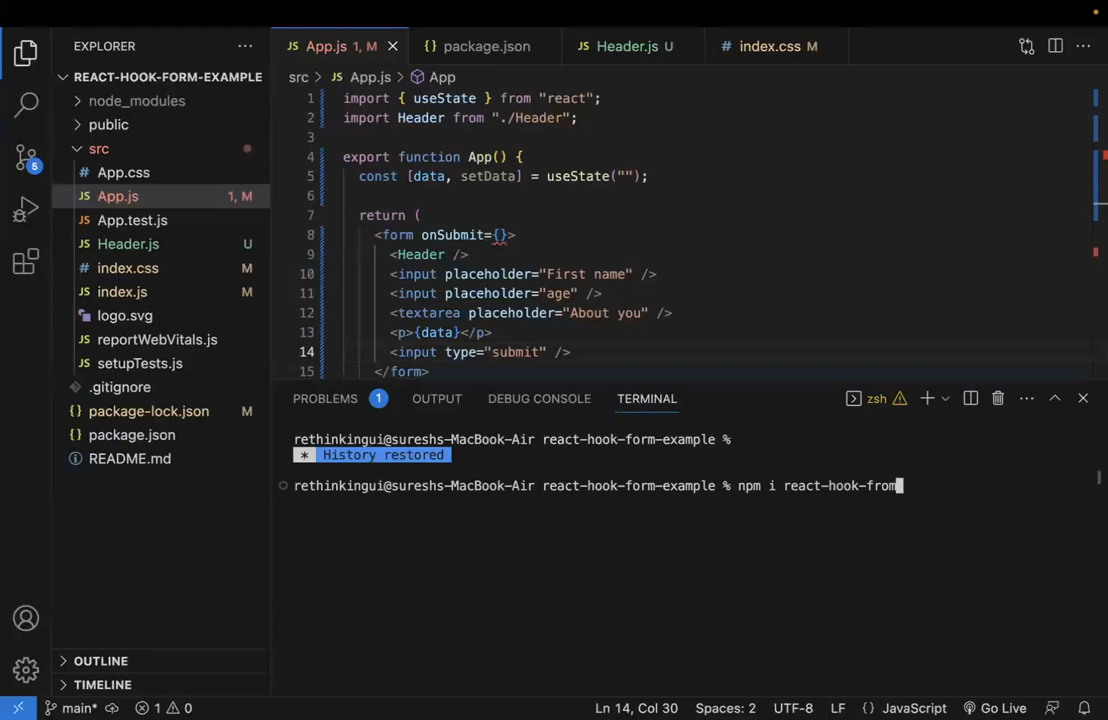 EXPLORER
REACT-HOOK-FORM-EXAMPLE
node_modules
public
src
App.css
App.js 1, M
App.test.js
Header.js U
index.css M
index.js M
logo.svg
reportWebVitals.js
setupTests.js
.gitignore
package-lock.json M
package.json
README.md
OUTLINE
TIMELINE
JS App.js 1, M
{} package.json
JS Header.js U
# index.css M
src > JS App.js > App
1 import { useState } from "react";
2 import Header from "./Header";
3
4 export function App() {
5 const [data, setData] = useState("");
6
7 return (
8 <form onSubmit={}>
9 <Header />
10 <input placeholder="First name" />
11 <input placeholder="age" />
12 <textarea placeholder="About you" />
13 <p>{data}</p>
14 <input type="submit" />
15 </form>
PROBLEMS 1 OUTPUT DEBUG CONSOLE TERMINAL zsh
rethinkingui@sureshs-MacBook-Air react-hook-form-example %
* History restored
rethinkingui@sureshs-MacBook-Air react-hook-form-example % npm i react-hook-from
5
main* 1 0 Ln 14, Col 30 Spaces: 2 UTF-8 LF {} JavaScript Go Live